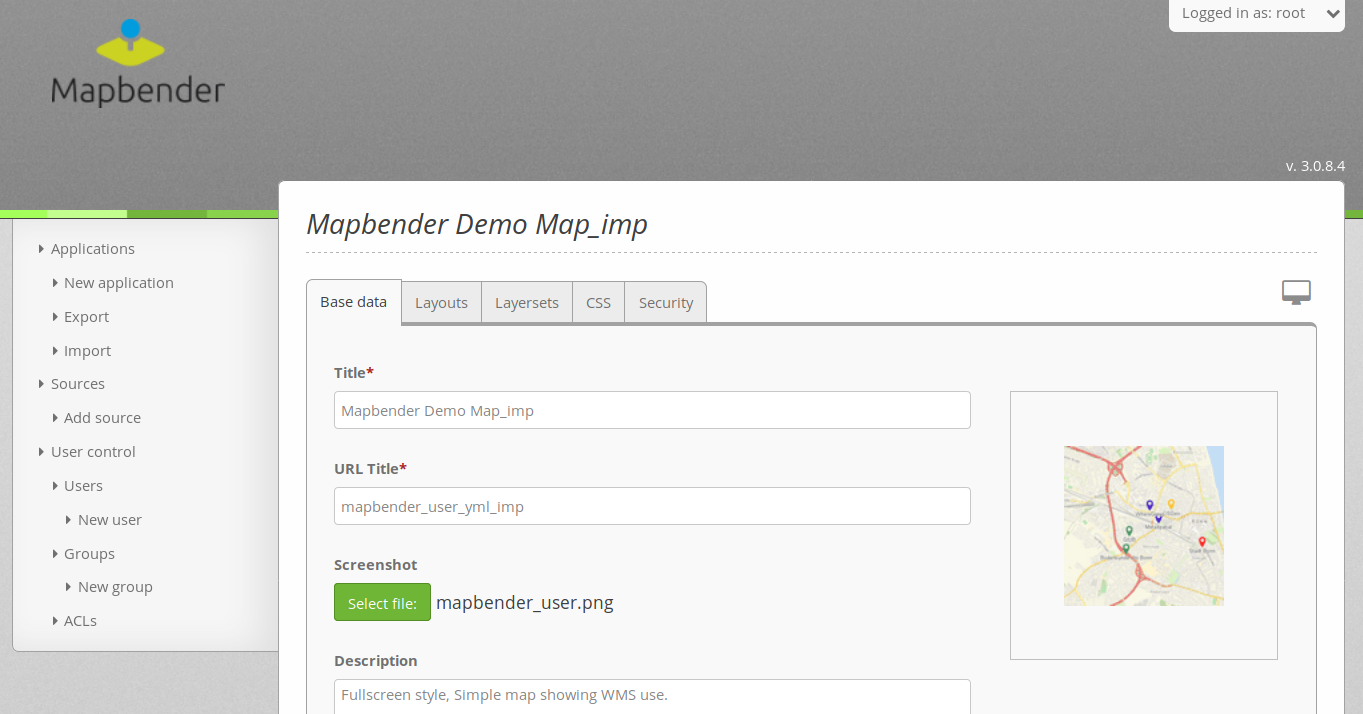 Logged in as: root
Mapbender
v. 3.0.8.4
Applications
New application
Export
Import
Sources
Add source
User control
Users
New user
Groups
New group
ACLs
Mapbender Demo Map_imp
Base data
Layouts
Layersets
CSS
Security
Title*
Mapbender Demo Map_imp
URL Title*
mapbender_user_yml_imp
Screenshot
Select file: mapbender_user.png
Description
Fullscreen style, Simple map showing WMS use.